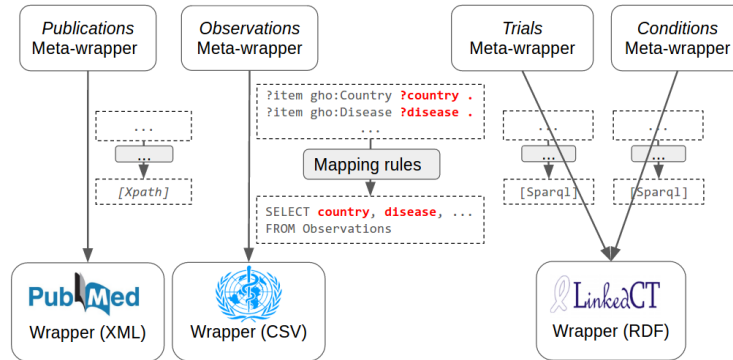 Publications
Meta-wrapper
Observations
Meta-wrapper
Trials
Meta-wrapper
Conditions
Meta-wrapper
...
...
[Xpath]
?item gho:Country ?country .
?item gho:Disease ?disease .
...
Mapping rules
SELECT country, disease, ...
FROM Observations
...
...
[Sparql]
...
...
[Sparql]
PubMed
Wrapper (XML)
Wrapper (CSV)
LinkedCT
Wrapper (RDF)